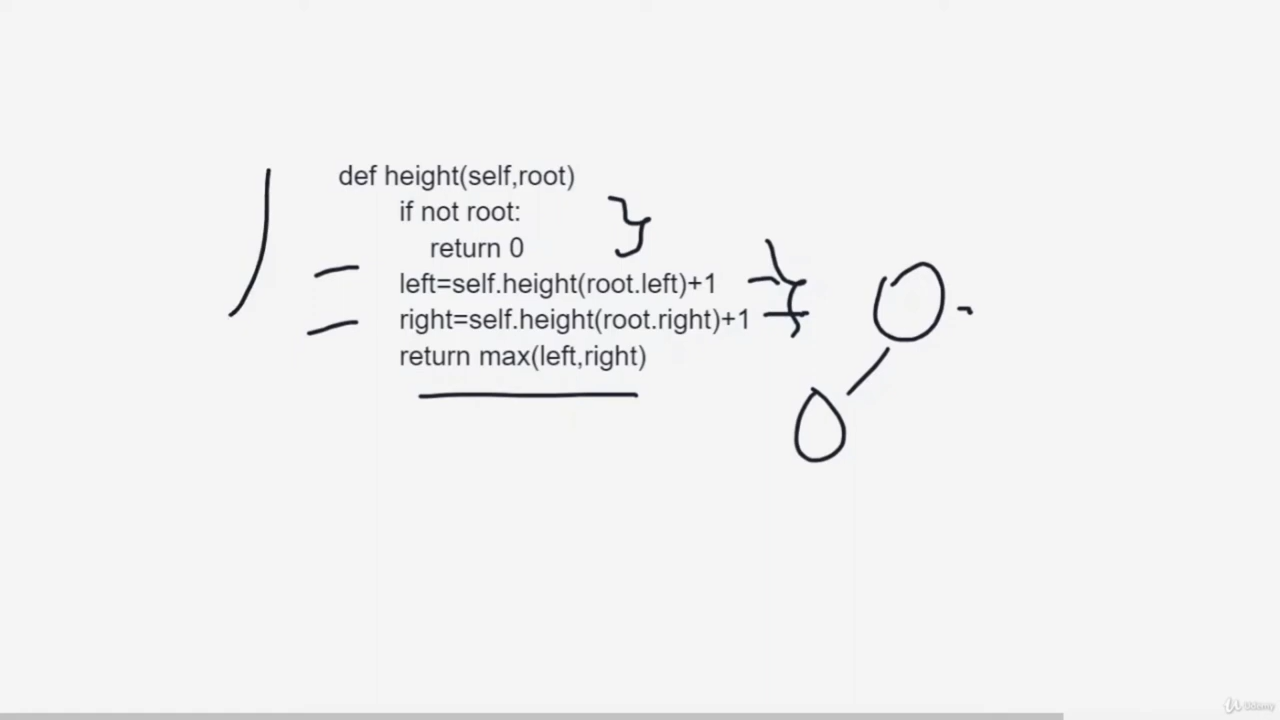 def height(self,root)
if not root:
return 0
left=self.height(root.left)+1
right=self.height(root.right)+1
return max(left,right)
Udemy